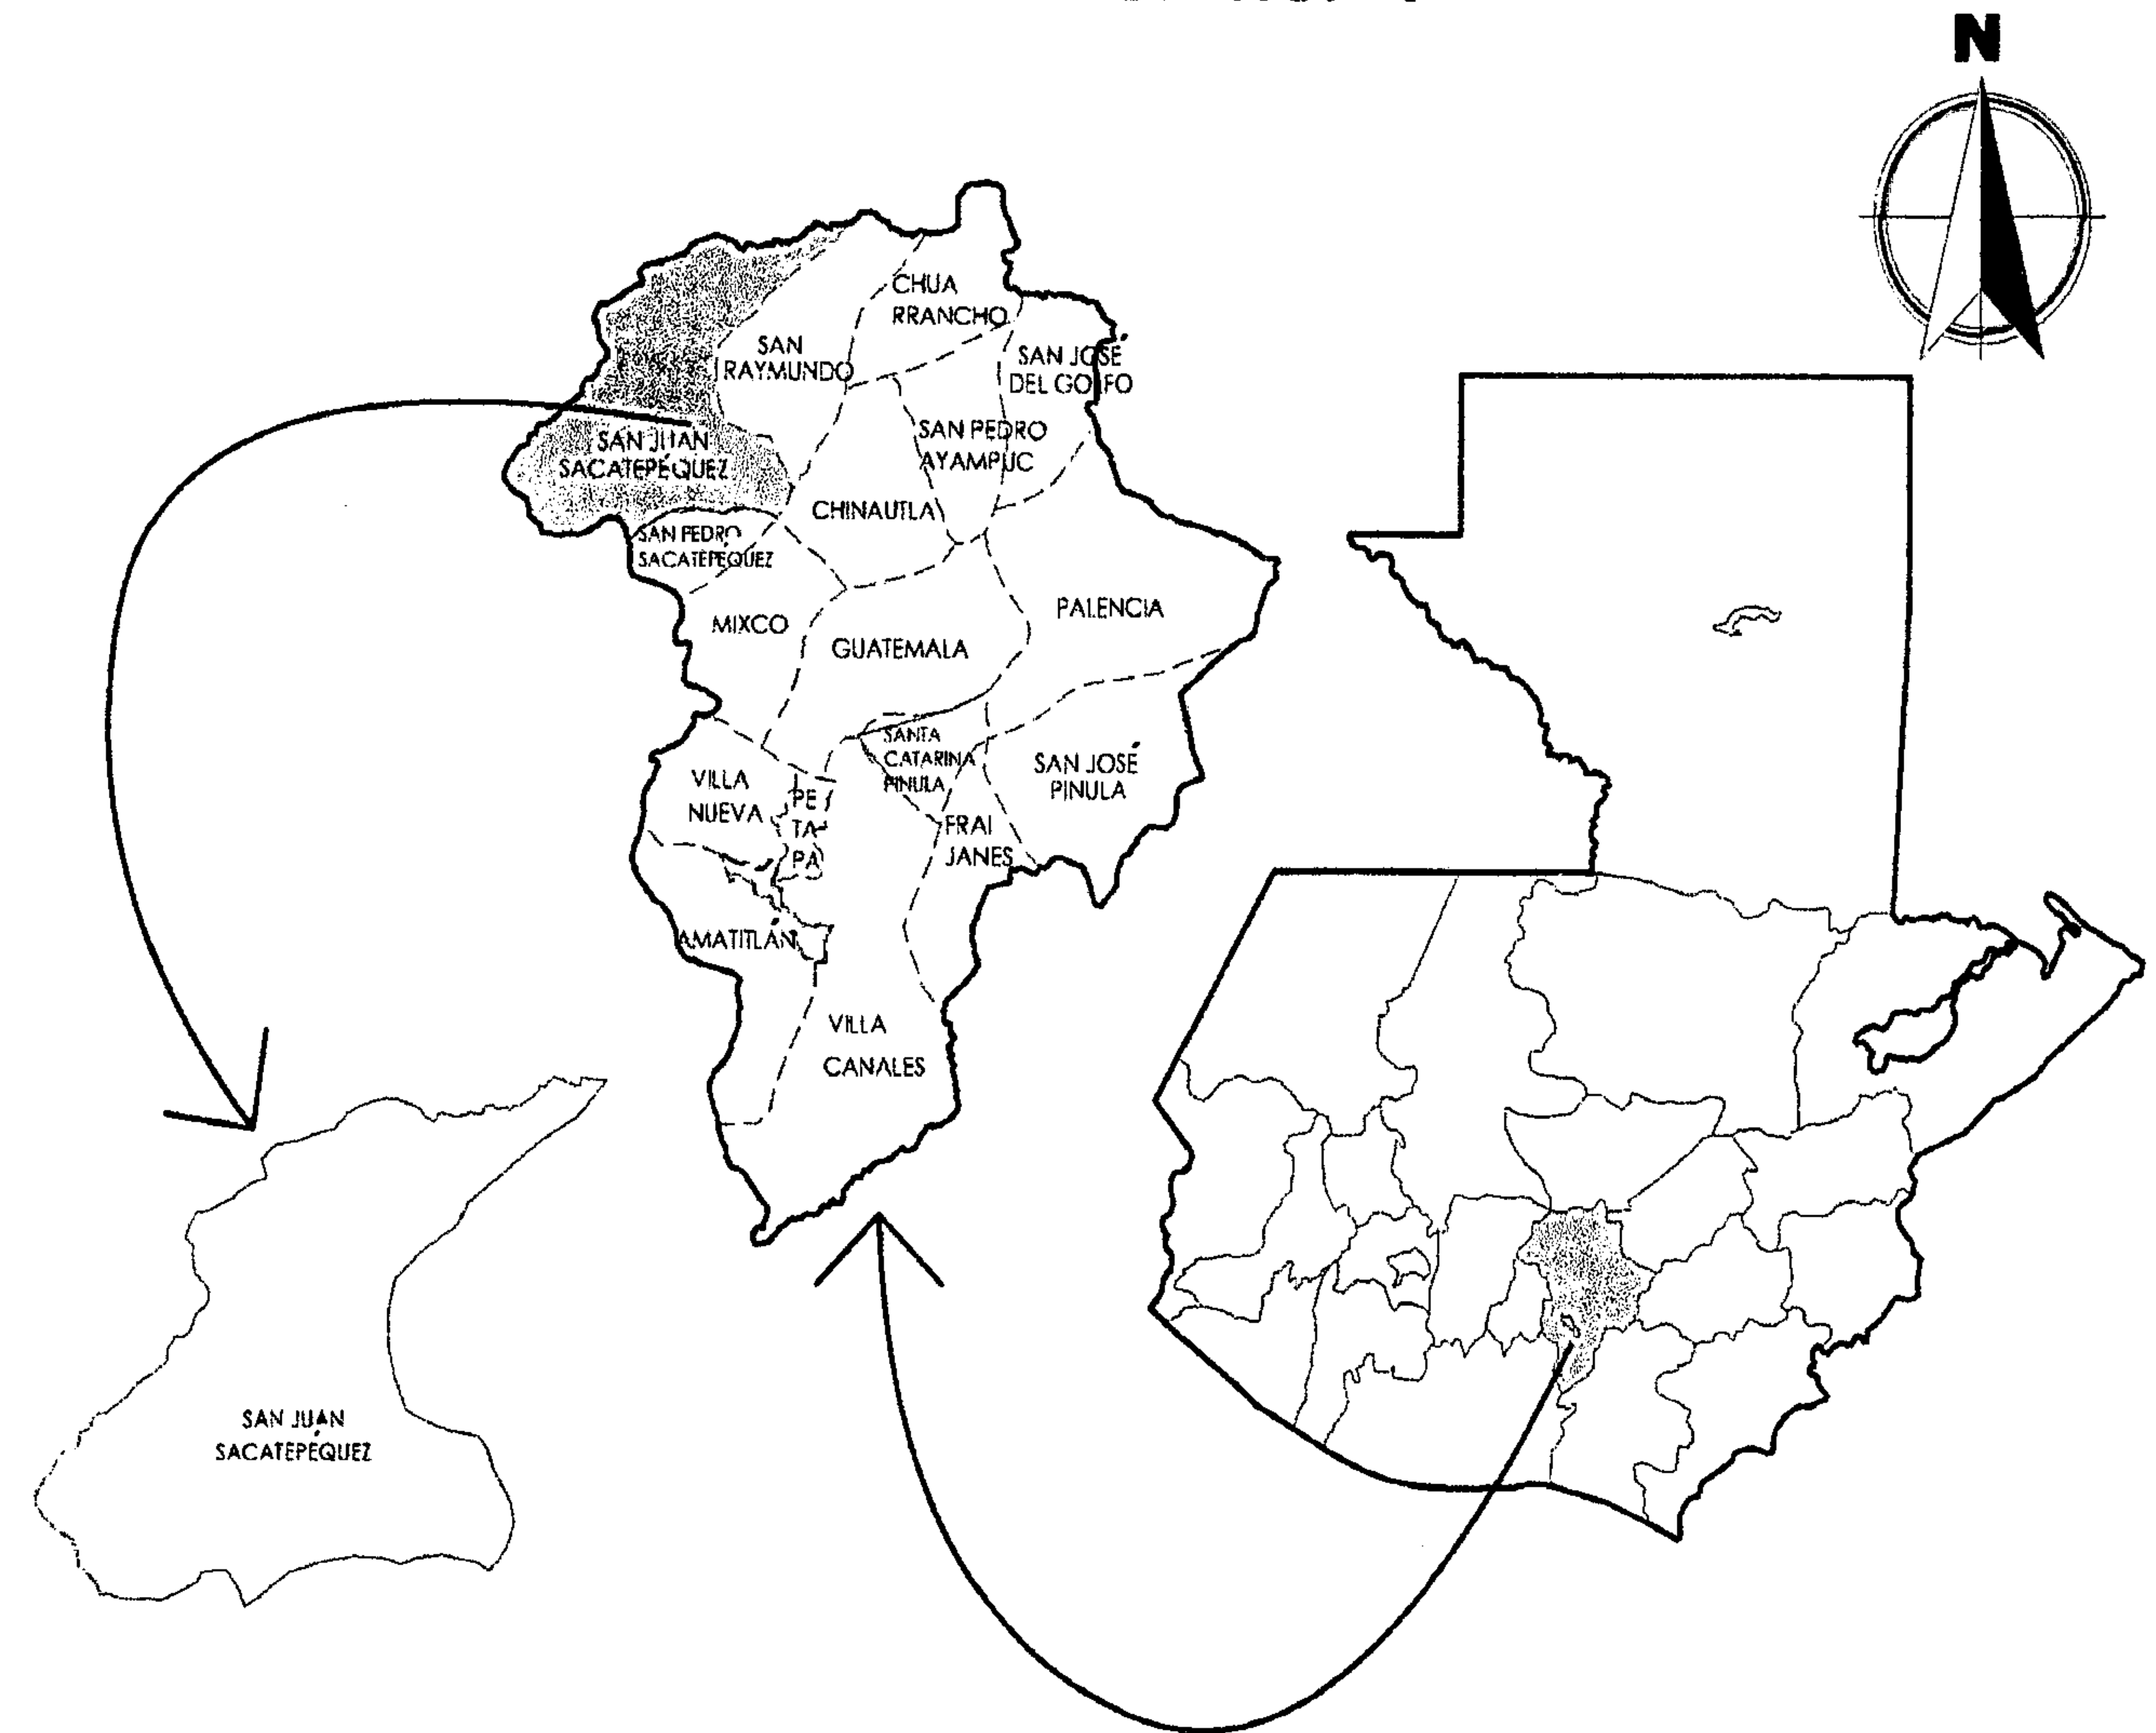 N
CHUA
RRANCHO
SAN
RAYMUNDO
SAN JOSÉ
DEL GOLFO
SAN JUAN
SACATEPÉQUEZ
SAN PEDRO
AYAMPUC
CHINAUTLA
SAN PEDRO
SACATEPÉQUEZ
MIXCO
GUATEMALA
PALENCIA
SANTA
CATARINA
PINULA
SAN JOSÉ
PINULA
VILLA
NUEVA
PE
TA
PA
FRAI
JANES
AMATITLÁN
VILLA
CANALES
SAN JUAN
SACATEPÉQUEZ